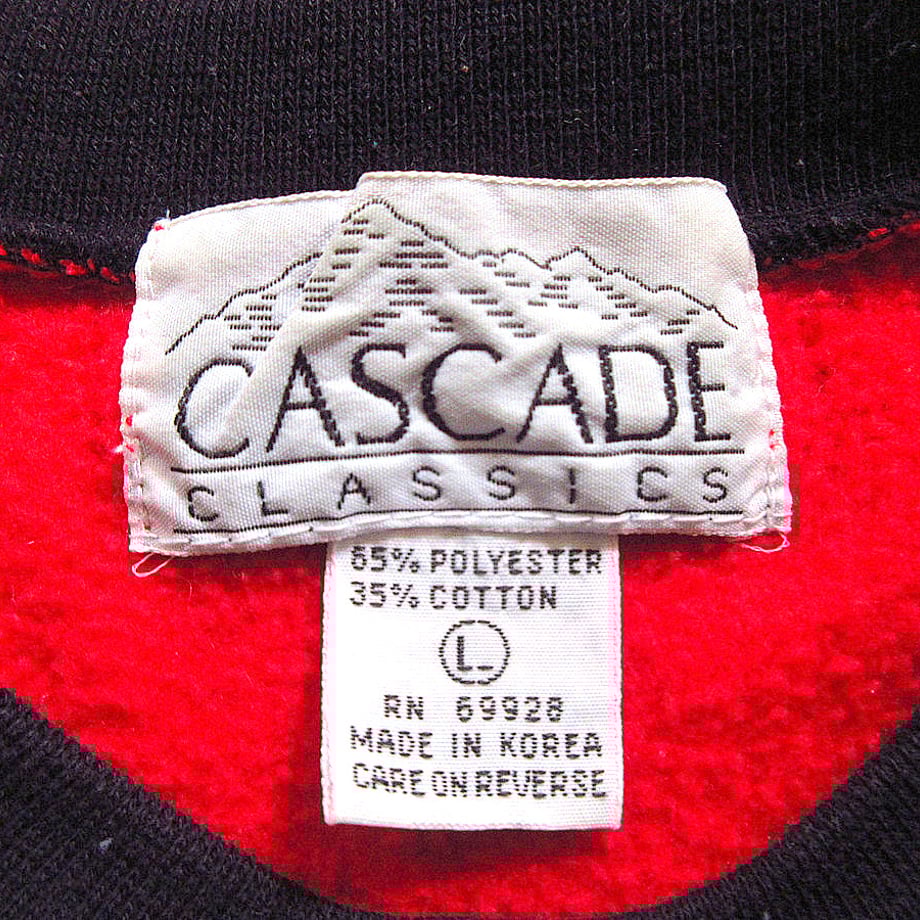 CASCADE
CLASSICS
65% POLYESTER
35% COTTON
L
RN 69928
MADE IN KOREA
CARE ON REVERSE